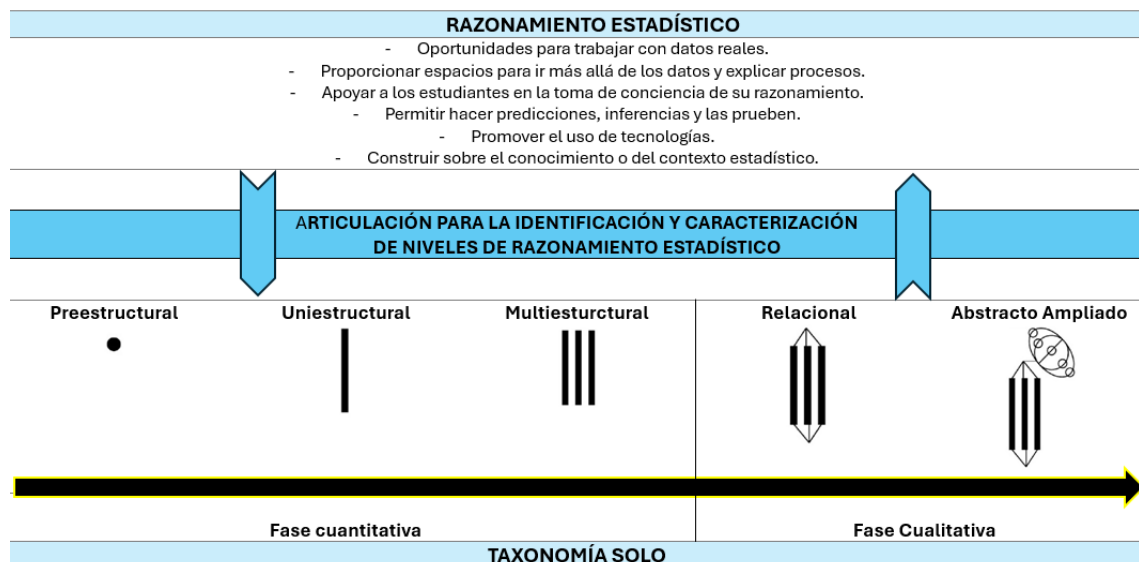 RAZONAMIENTO ESTADÍSTICO
- Oportunidades para trabajar con datos reales.
- Proporcionar espacios para ir más allá de los datos y explicar procesos.
- Apoyar a los estudiantes en la toma de conciencia de su razonamiento.
- Permitir hacer predicciones, inferencias y las prueben.
- Promover el uso de tecnologías.
- Construir sobre el conocimiento o del contexto estadístico.
ARTICULACIÓN PARA LA IDENTIFICACIÓN Y CARACTERIZACIÓN
DE NIVELES DE RAZONAMIENTO ESTADÍSTICO
Preestructural Uniestructural Multiesturctural Relacional Abstracto Ampliado
Fase cuantitativa Fase Cualitativa
TAXONOMÍA SOLO